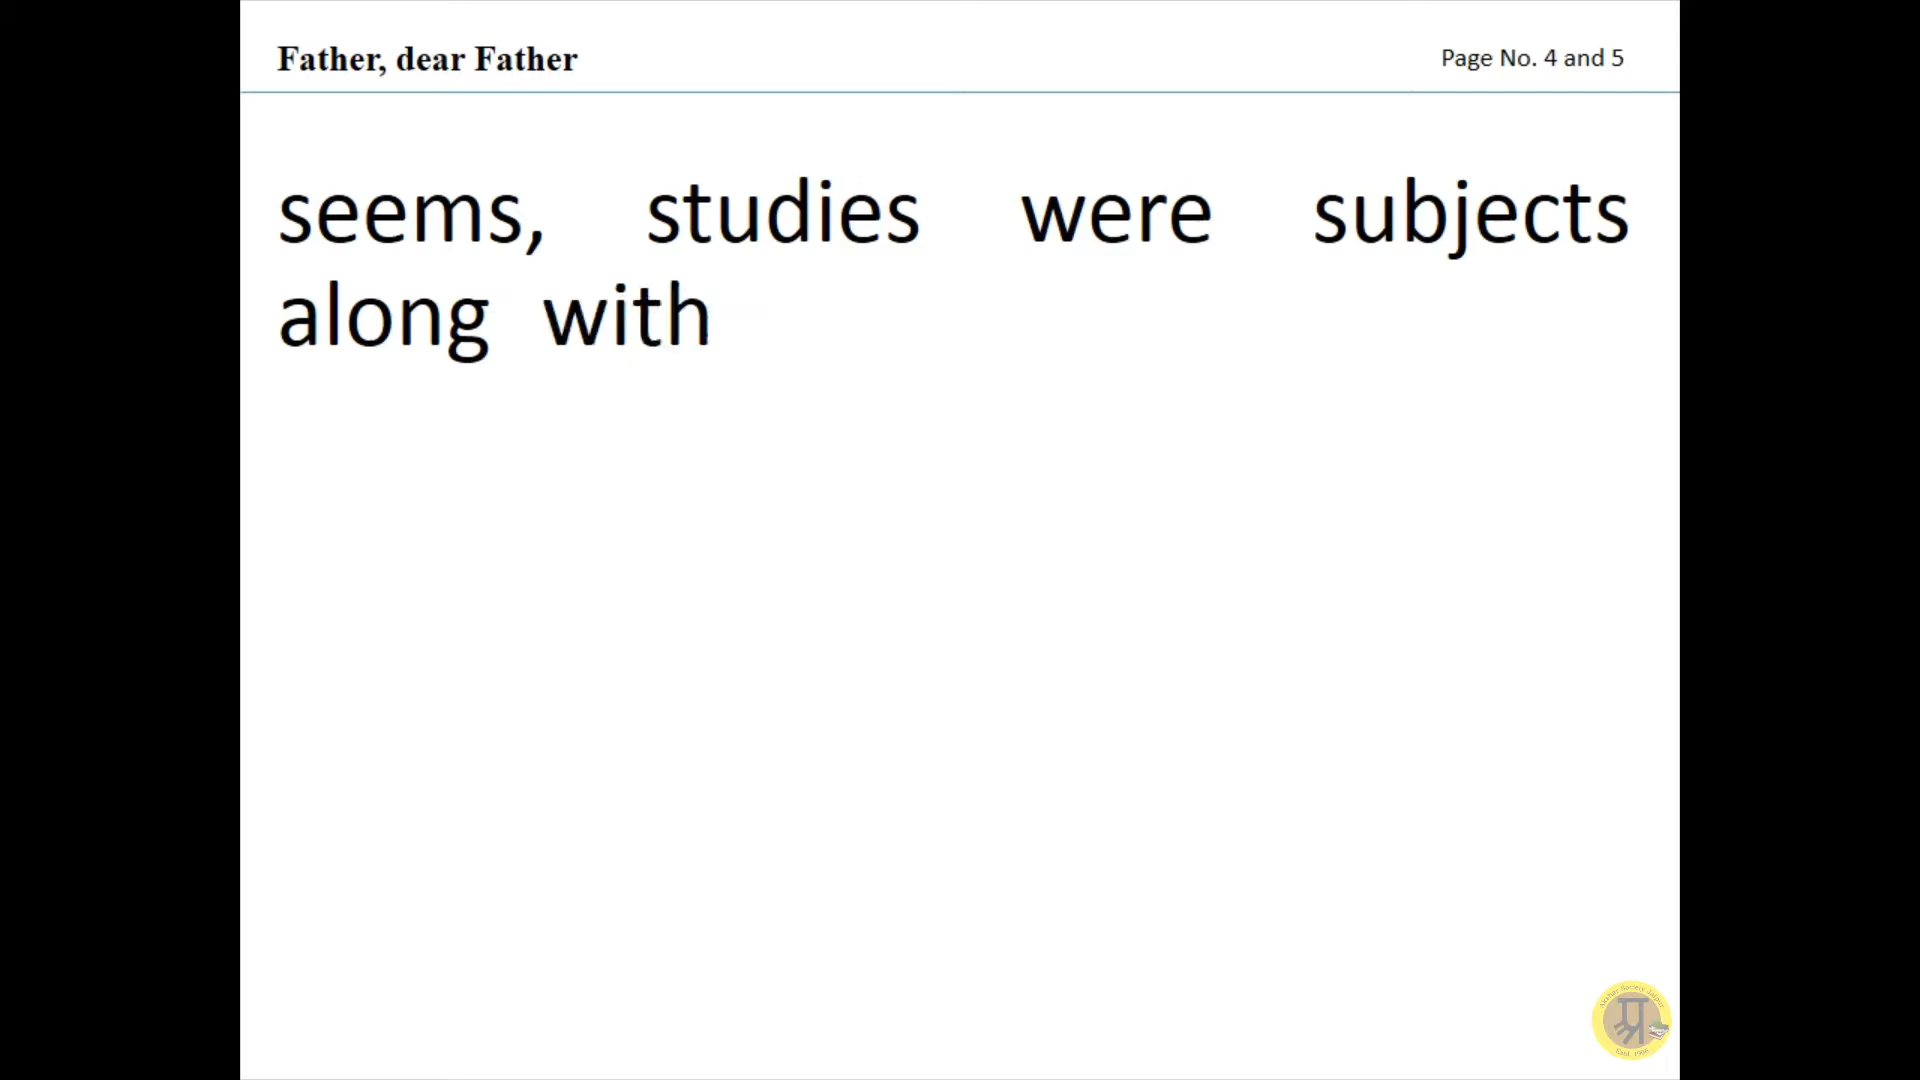 Father, dear Father
Page No. 4 and 5
seems, studies were subjects
along with